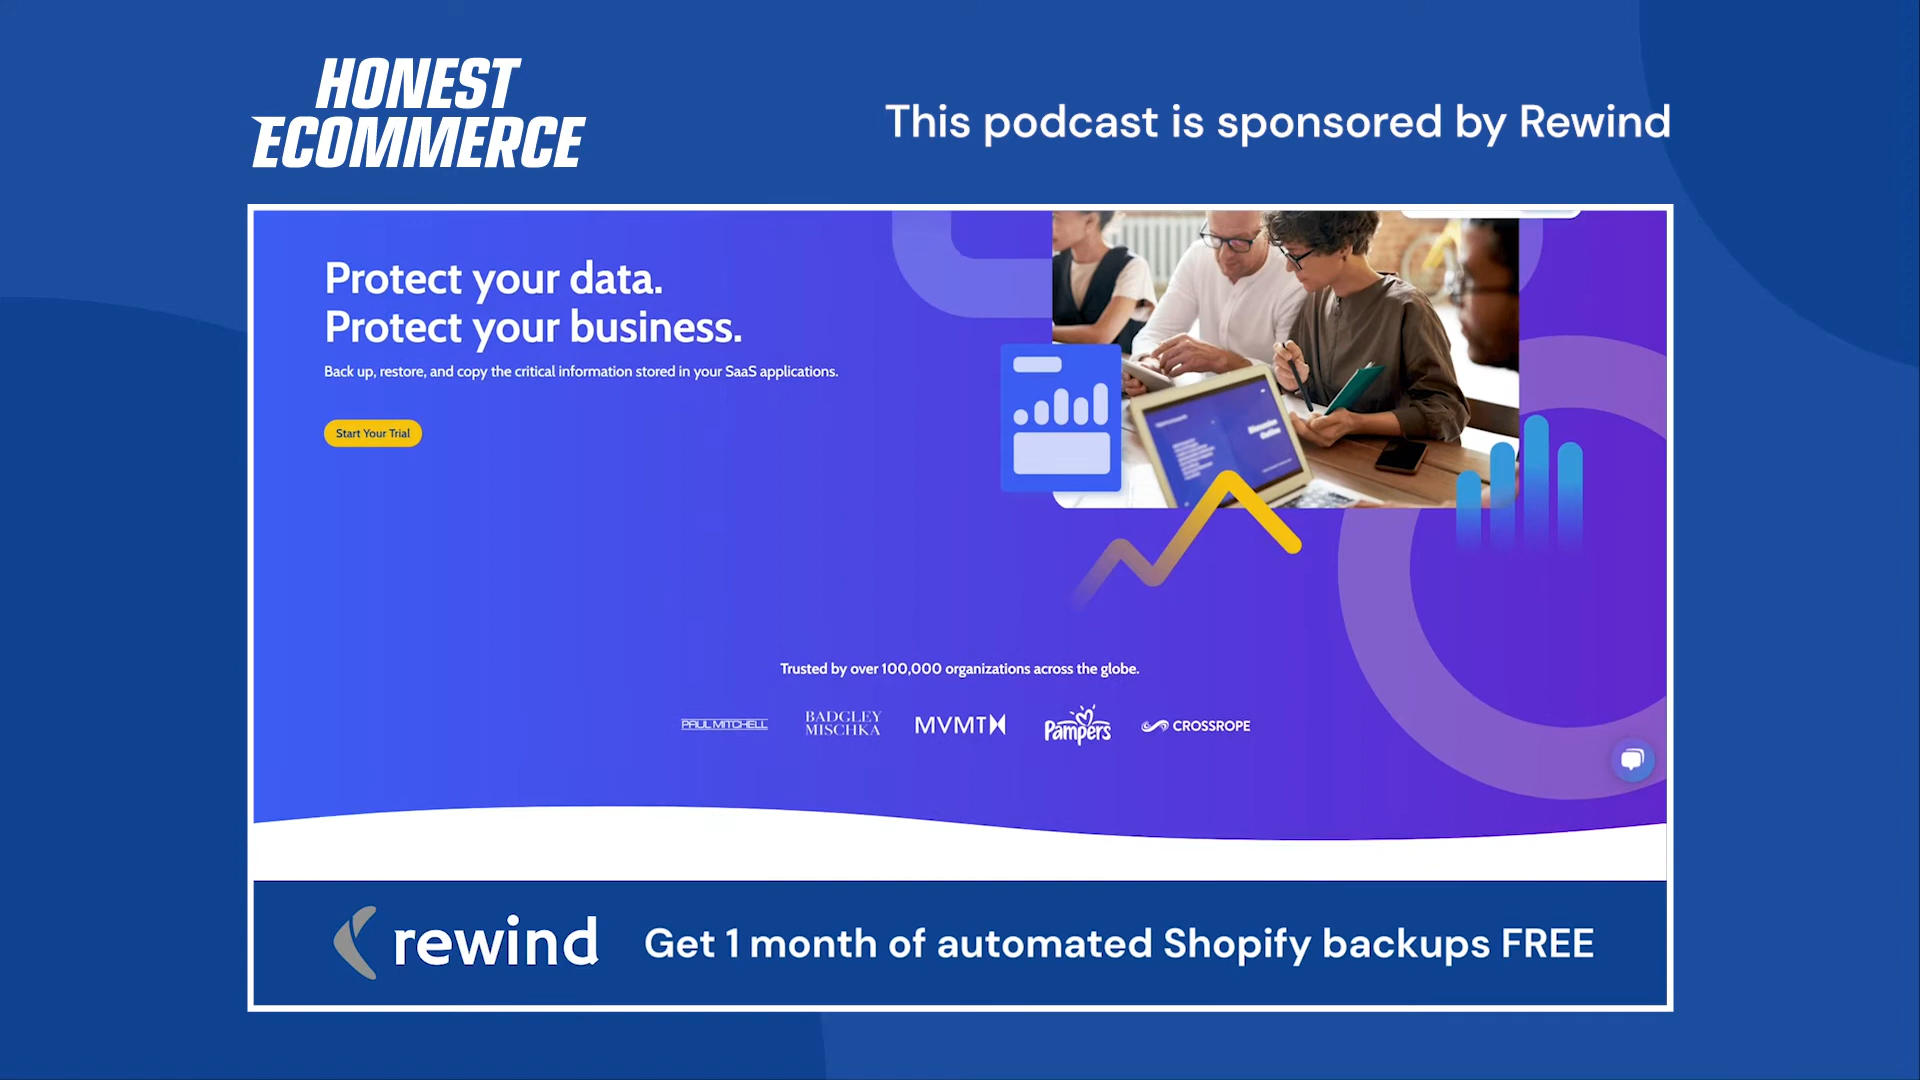 HONEST
ECOMMERCE
This podcast is sponsored by Rewind
Protect your data.
Protect your business.
Back up, restore, and copy the critical information stored in your SaaS applications.
Start Your Trial
Trusted by over 100,000 organizations across the globe.
PAUL MITCHELL
BADGLEY
MISCHKA
MVMT
Pampers
CROSSROPE
rewind
Get 1 month of automated Shopify backups FREE